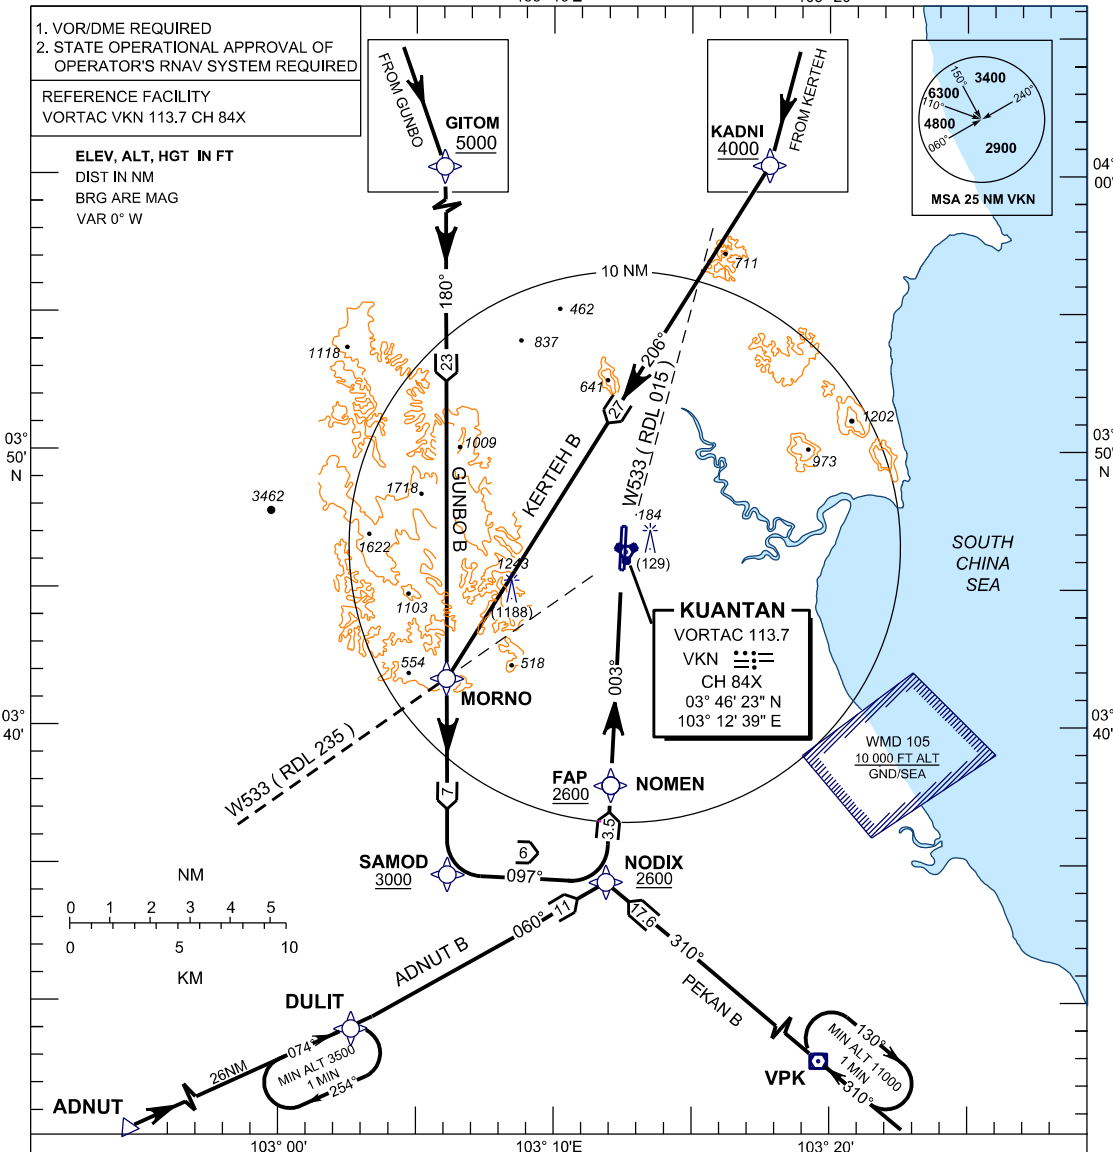 1. VOR/DME REQUIRED
2. STATE OPERATIONAL APPROVAL OF
OPERATOR'S RNAV SYSTEM REQUIRED
REFERENCE FACILITY
VORTAC VKN 113.7 CH 84X
ELEV, ALT, HGT IN FT
DIST IN NM
BRG ARE MAG
VAR 0° W
FROM GUNBO
GITOM
5000
KADNI
4000
FROM KERTEH
150°
3400
6300
110°
240°
4800
060°
2900
MSA 25 NM VKN
04°
00'
711
10 NM
180°
462
837
1118
23
206°
641
27
W533 ( RDL 015 )
1202
973
03°
50'
N
03°
50'
N
1009
GUNBO B
KERTEH B
1718
3462
1622
184
(129)
SOUTH
CHINA
SEA
1243
(1188)
1103
554
518
MORNO
KUANTAN
VORTAC 113.7
VKN
CH 84X
03° 46' 23" N
103° 12' 39" E
003°
03°
40'
03°
40'
W533 ( RDL 235 )
WMD 105
10 000 FT ALT
GND/SEA
FAP
2600
NOMEN
7
3.5
SAMOD
3000
6
097°
NODIX
2600
NM
0 1 2 3 4 5
0 5 10
KM
11
060°
ADNUT B
17.6
310°
PEKAN B
DULIT
074°
26NM
MIN ALT 3500
1 MIN
254°
ADNUT
VPK
130°
MIN ALT 11000
1 MIN
310°
103° 00'
103° 10'E
103° 20'